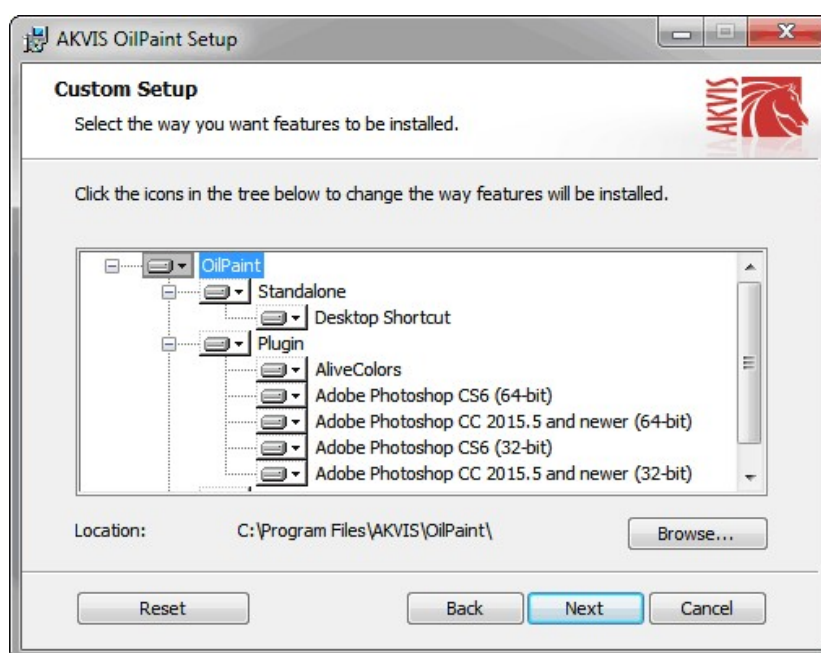 AKVIS OilPaint Setup
Custom Setup
Select the way you want features to be installed.
AKVIS
Click the icons in the tree below to change the way features will be installed.
OilPaint
Standalone
Desktop Shortcut
Plugin
AliveColors
Adobe Photoshop CS6 (64-bit)
Adobe Photoshop CC 2015.5 and newer (64-bit)
Adobe Photoshop CS6 (32-bit)
Adobe Photoshop CC 2015.5 and newer (32-bit)
Location: C:\Program Files\AKVIS\OilPaint\ Browse...
Reset Back Next Cancel